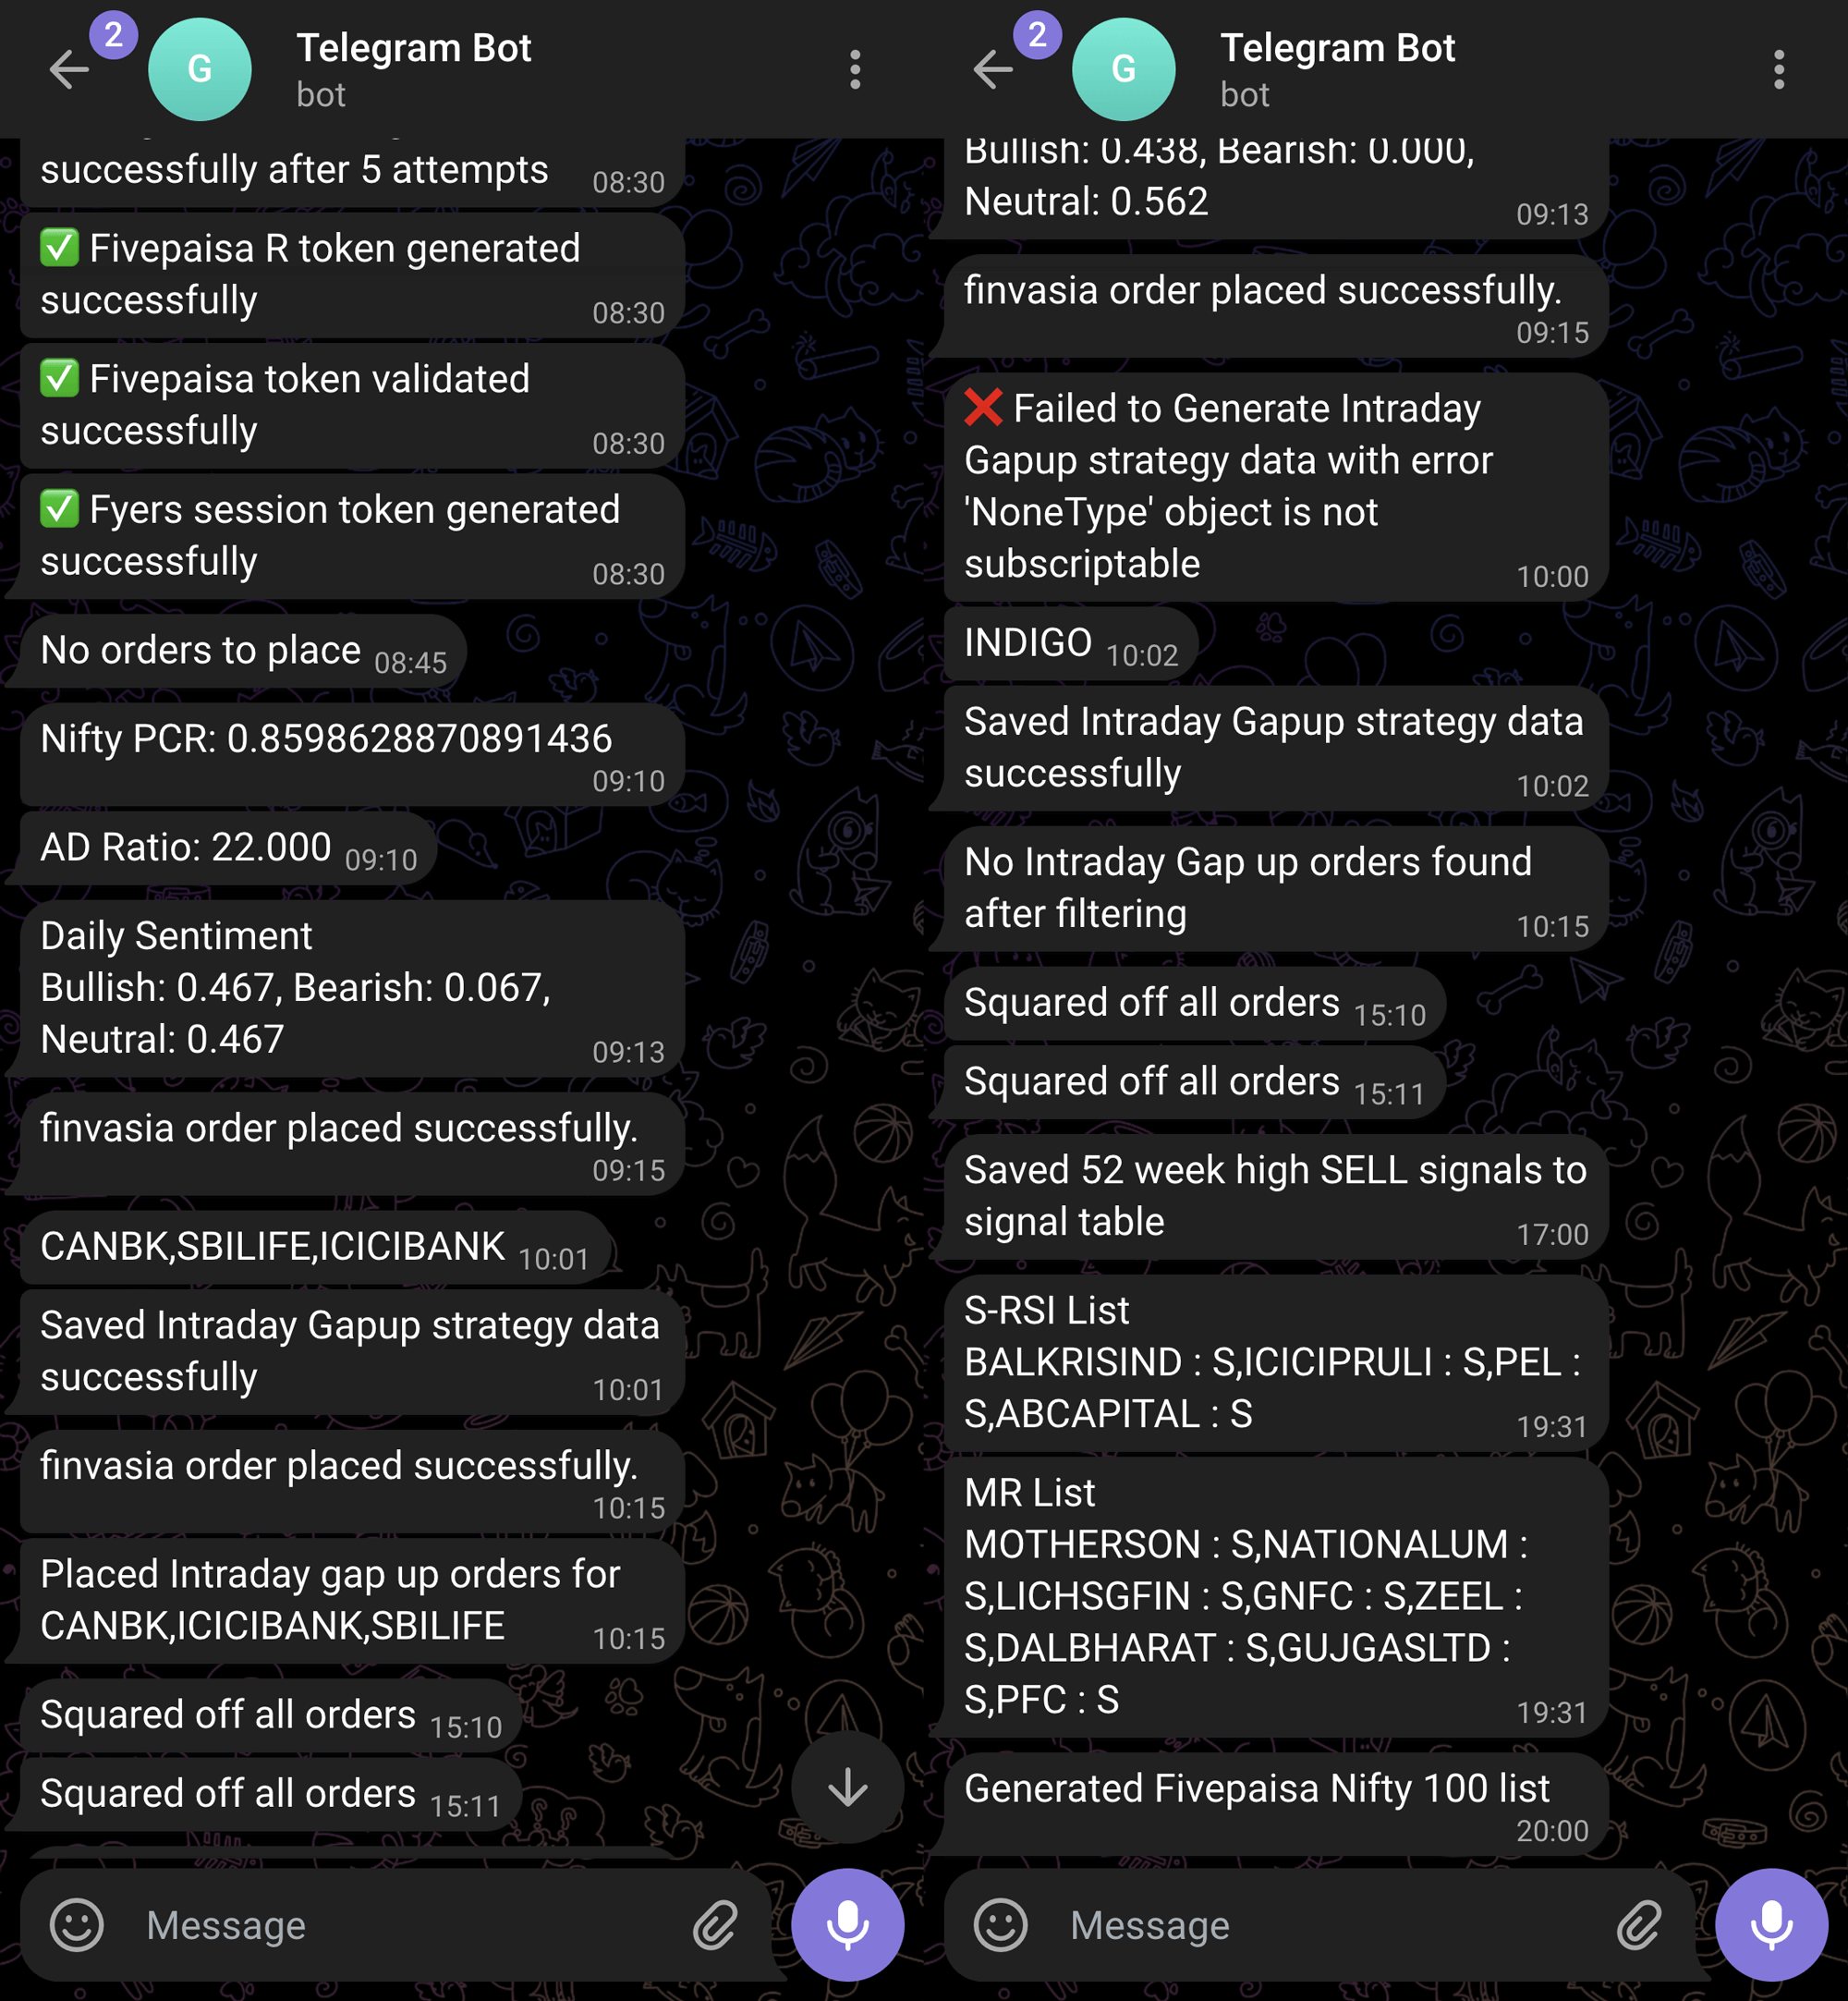 2
G
Telegram Bot
bot
successfully after 5 attempts 08:30
✅ Fivepaisa R token generated
successfully 08:30
✅ Fivepaisa token validated
successfully 08:30
✅ Fyers session token generated
successfully 08:30
No orders to place 08:45
Nifty PCR: 0.8598628870891436
09:10
AD Ratio: 22.000 09:10
Daily Sentiment
Bullish: 0.467, Bearish: 0.067,
Neutral: 0.467 09:13
finvasia order placed successfully.
09:15
CANBK,SBILIFE,ICICIBANK 10:01
Saved Intraday Gapup strategy data
successfully 10:01
finvasia order placed successfully.
10:15
Placed Intraday gap up orders for
CANBK,ICICIBANK,SBILIFE 10:15
Squared off all orders 15:10
Squared off all orders 15:11
Message
2
G
Telegram Bot
bot
Bullish: 0.438, Bearish: 0.000,
Neutral: 0.562 09:13
finvasia order placed successfully.
09:15
❌ Failed to Generate Intraday
Gapup strategy data with error
'NoneType' object is not
subscriptable 10:00
INDIGO 10:02
Saved Intraday Gapup strategy data
successfully 10:02
No Intraday Gap up orders found
after filtering 10:15
Squared off all orders 15:10
Squared off all orders 15:11
Saved 52 week high SELL signals to
signal table 17:00
S-RSI List
BALKRISIND : S,ICICIPRULI : S,PEL :
S,ABCAPITAL : S 19:31
MR List
MOTHERSON : S,NATIONALUM :
S,LICHSGFIN : S,GNFC : S,ZEEL :
S,DALBHARAT : S,GUJGASLTD :
S,PFC : S 19:31
Generated Fivepaisa Nifty 100 list
20:00
Message